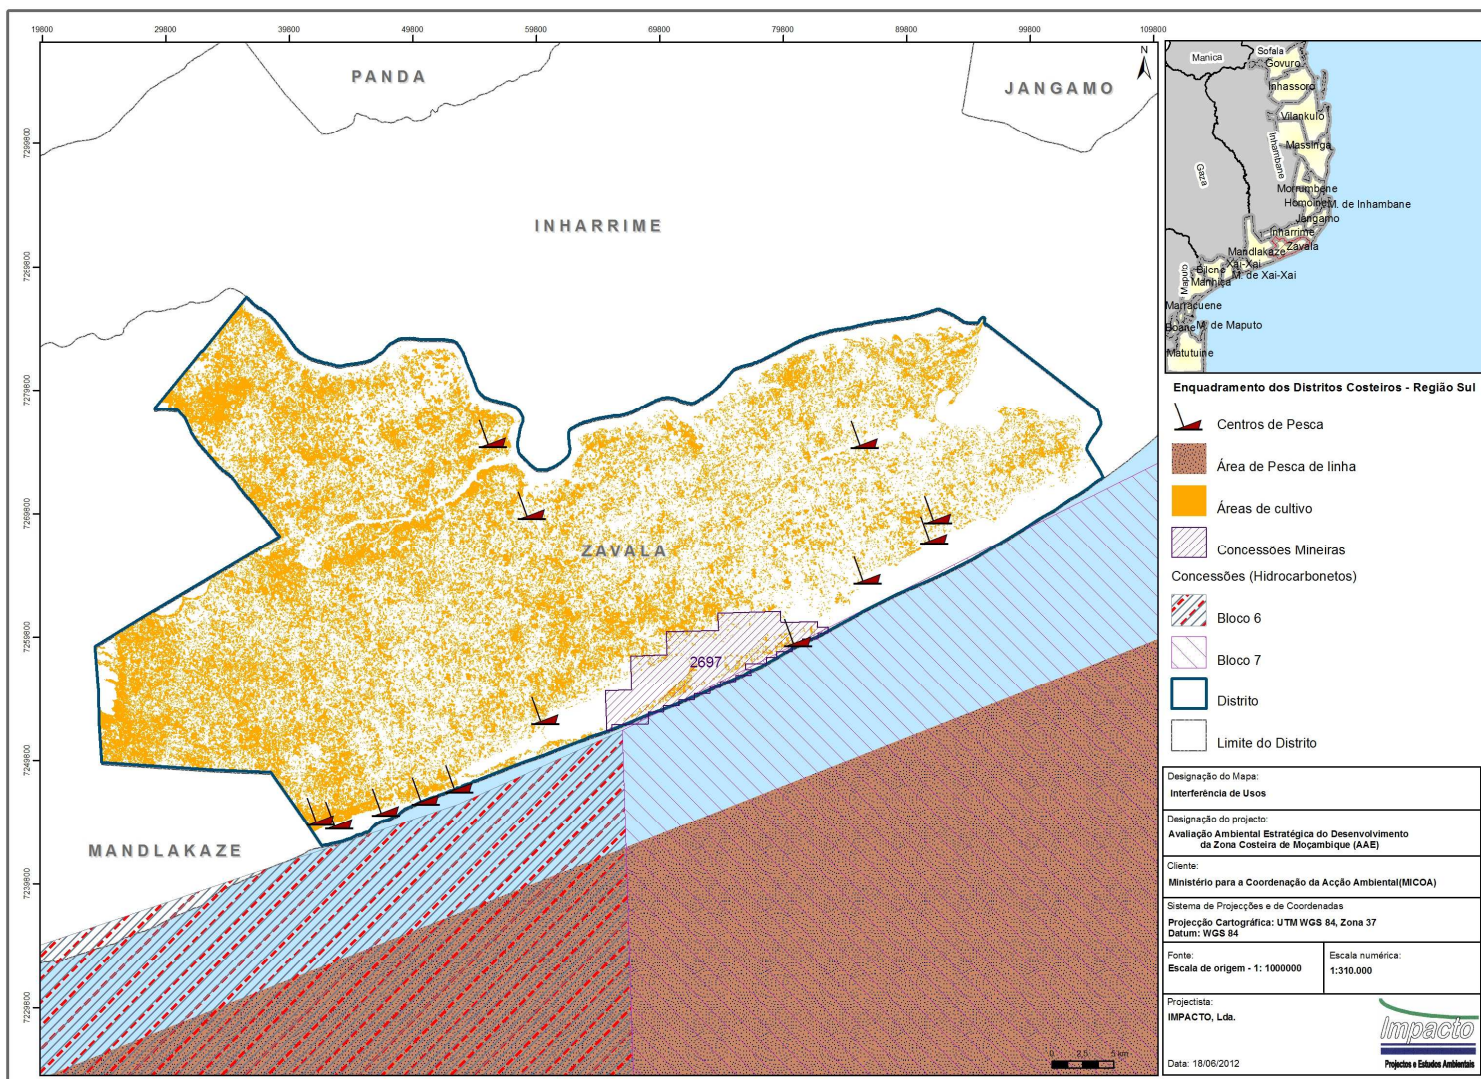 19800 29800 39800 49800 59800 69800 79800 89800 99800 109800
N
PANDA
JANGAMO
INHARRIME
ZAVALA
2697
MANDLAKAZE
7299800
7269800
7279800
7269800
7259800
7249800
7239800
7229800
0 2,5 5 km
Manica
Sofala
Govuro
Inhassoro
Vilankulo
Massinga
Inhambane
Gaza
Morrumbene
Homoine
M. de Inhambane
Jangamo
Inharrime
Zavala
Mandlakaze
Xai-Xai
Bilene
M. de Xai-Xai
Manhiça
Maputo
Marracuene
Boane
M. de Maputo
Matutuine
Enquadramento dos Distritos Costeiros - Região Sul
Centros de Pesca
Área de Pesca de linha
Áreas de cultivo
Concessões Mineiras
Concessões (Hidrocarbonetos)
Bloco 6
Bloco 7
Distrito
Limite do Distrito
Designação do Mapa:
Interferência de Usos
Designação do projecto:
Avaliação Ambiental Estratégica do Desenvolvimento
da Zona Costeira de Moçambique (AAE)
Cliente:
Ministério para a Coordenação da Acção Ambiental(MICOA)
Sistema de Projecções e de Coordenadas
Projecção Cartográfica: UTM WGS 84, Zona 37
Datum: WGS 84
Fonte:
Escala de origem - 1: 1000000
Escala numérica:
1:310.000
Projectista:
IMPACTO, Lda.
Data: 18/06/2012
Impacto
Projectos e Estudos Ambientais